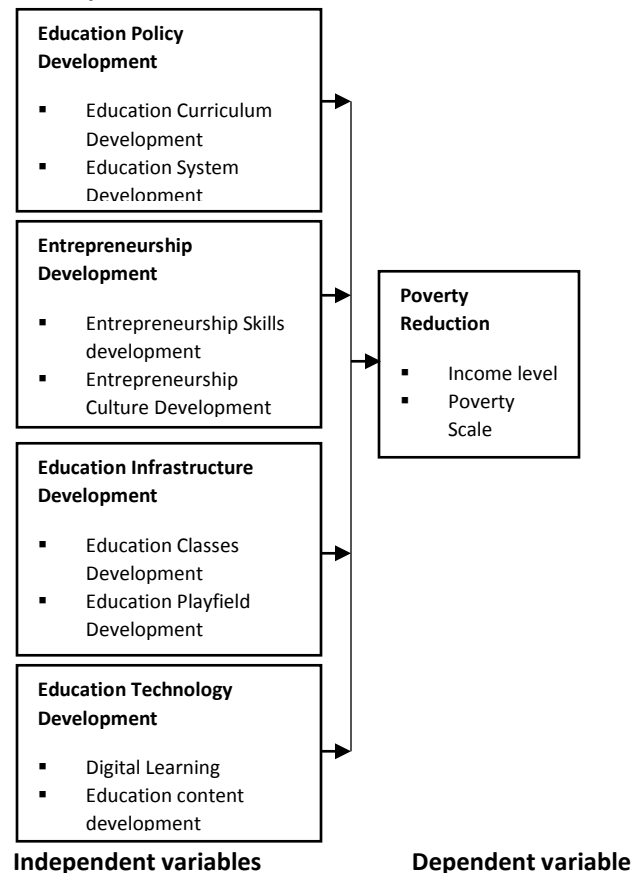 Education Policy
Development
▪ Education Curriculum
Development
▪ Education System
Development
Entrepreneurship
Development
▪ Entrepreneurship Skills
development
▪ Entrepreneurship
Culture Development
Education Infrastructure
Development
▪ Education Classes
Development
▪ Education Playfield
Development
Education Technology
Development
▪ Digital Learning
▪ Education content
development
Poverty
Reduction
▪ Income level
▪ Poverty
Scale
Independent variables
Dependent variable